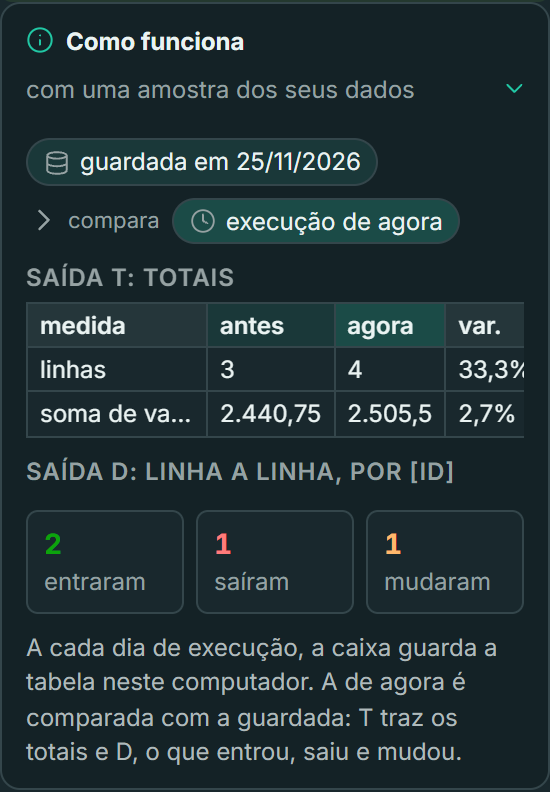 Como funciona
com uma amostra dos seus dados
guardada em 25/11/2026
compara execução de agora
SAÍDA T: TOTAIS
medida antes agora var.
linhas 3 4 33,3%
soma de va... 2.440,75 2.505,5 2,7%
SAÍDA D: LINHA A LINHA, POR [ID]
2 1 1
entraram saíram mudaram
A cada dia de execução, a caixa guarda a
tabela neste computador. A de agora é
comparada com a guardada: T traz os
totais e D, o que entrou, saiu e mudou.